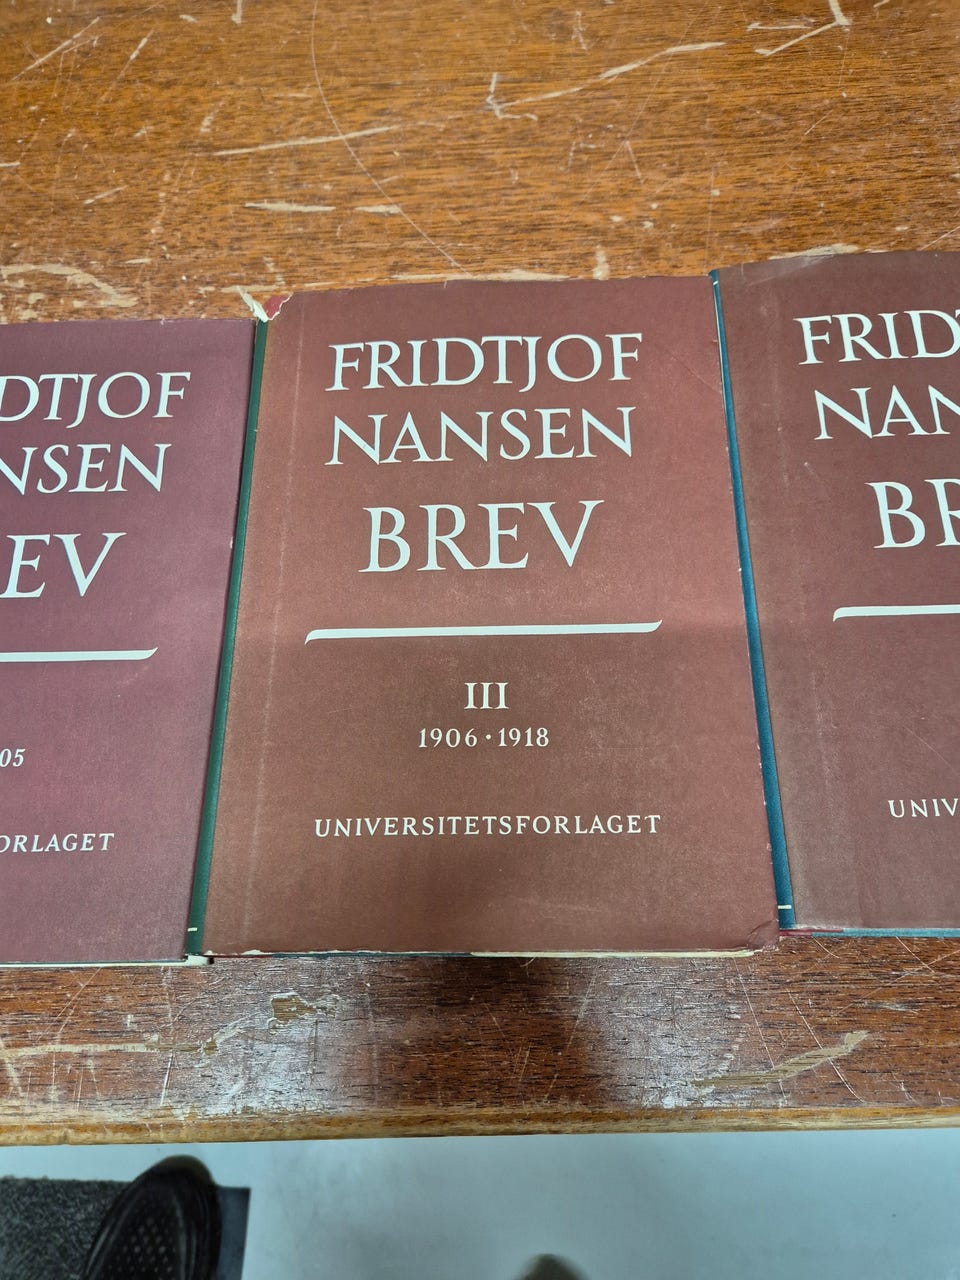 DTJOF
NSEN
EV
05
ORLAGET
FRIDTJOF
NANSEN
BREV
III
1906 · 1918
UNIVERSITETSFORLAGET
FRIDT
NAN
BR
UNIV